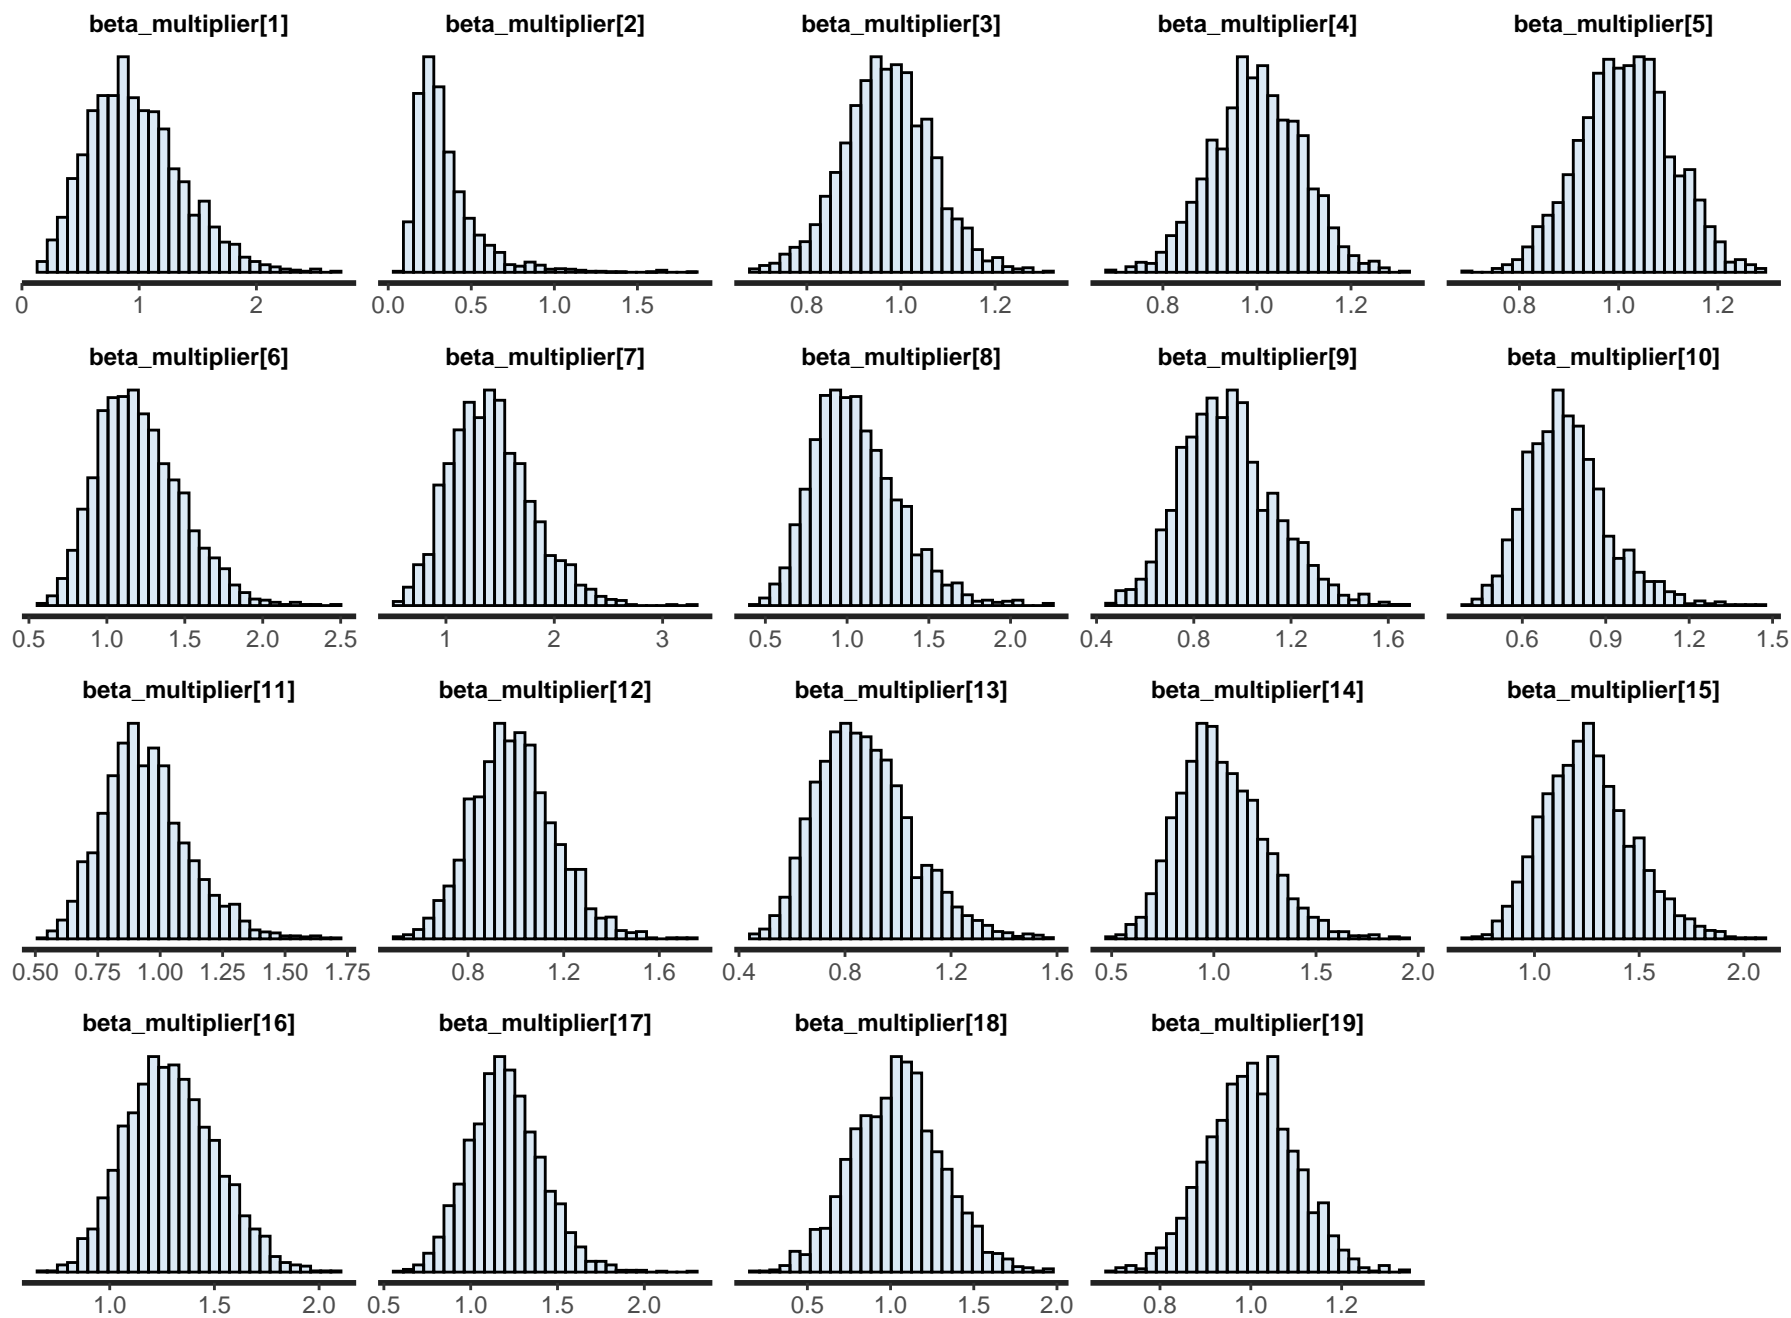 beta_multiplier[1] beta_multiplier[2] beta_multiplier[3] beta_multiplier[4] beta_multiplier[5]
0 1 2 0.0 0.5 1.0 1.5 0.8 1.0 1.2 0.8 1.0 1.2 0.8 1.0 1.2
beta_multiplier[6] beta_multiplier[7] beta_multiplier[8] beta_multiplier[9] beta_multiplier[10]
0.5 1.0 1.5 2.0 2.5 1 2 3 0.5 1.0 1.5 2.0 0.4 0.8 1.2 1.6 0.6 0.9 1.2 1.5
beta_multiplier[11] beta_multiplier[12] beta_multiplier[13] beta_multiplier[14] beta_multiplier[15]
0.50 0.75 1.00 1.25 1.50 1.75 0.8 1.2 1.6 0.4 0.8 1.2 1.6 0.5 1.0 1.5 2.0 1.0 1.5 2.0
beta_multiplier[16] beta_multiplier[17] beta_multiplier[18] beta_multiplier[19]
1.0 1.5 2.0 0.5 1.0 1.5 2.0 0.5 1.0 1.5 2.0 0.8 1.0 1.2